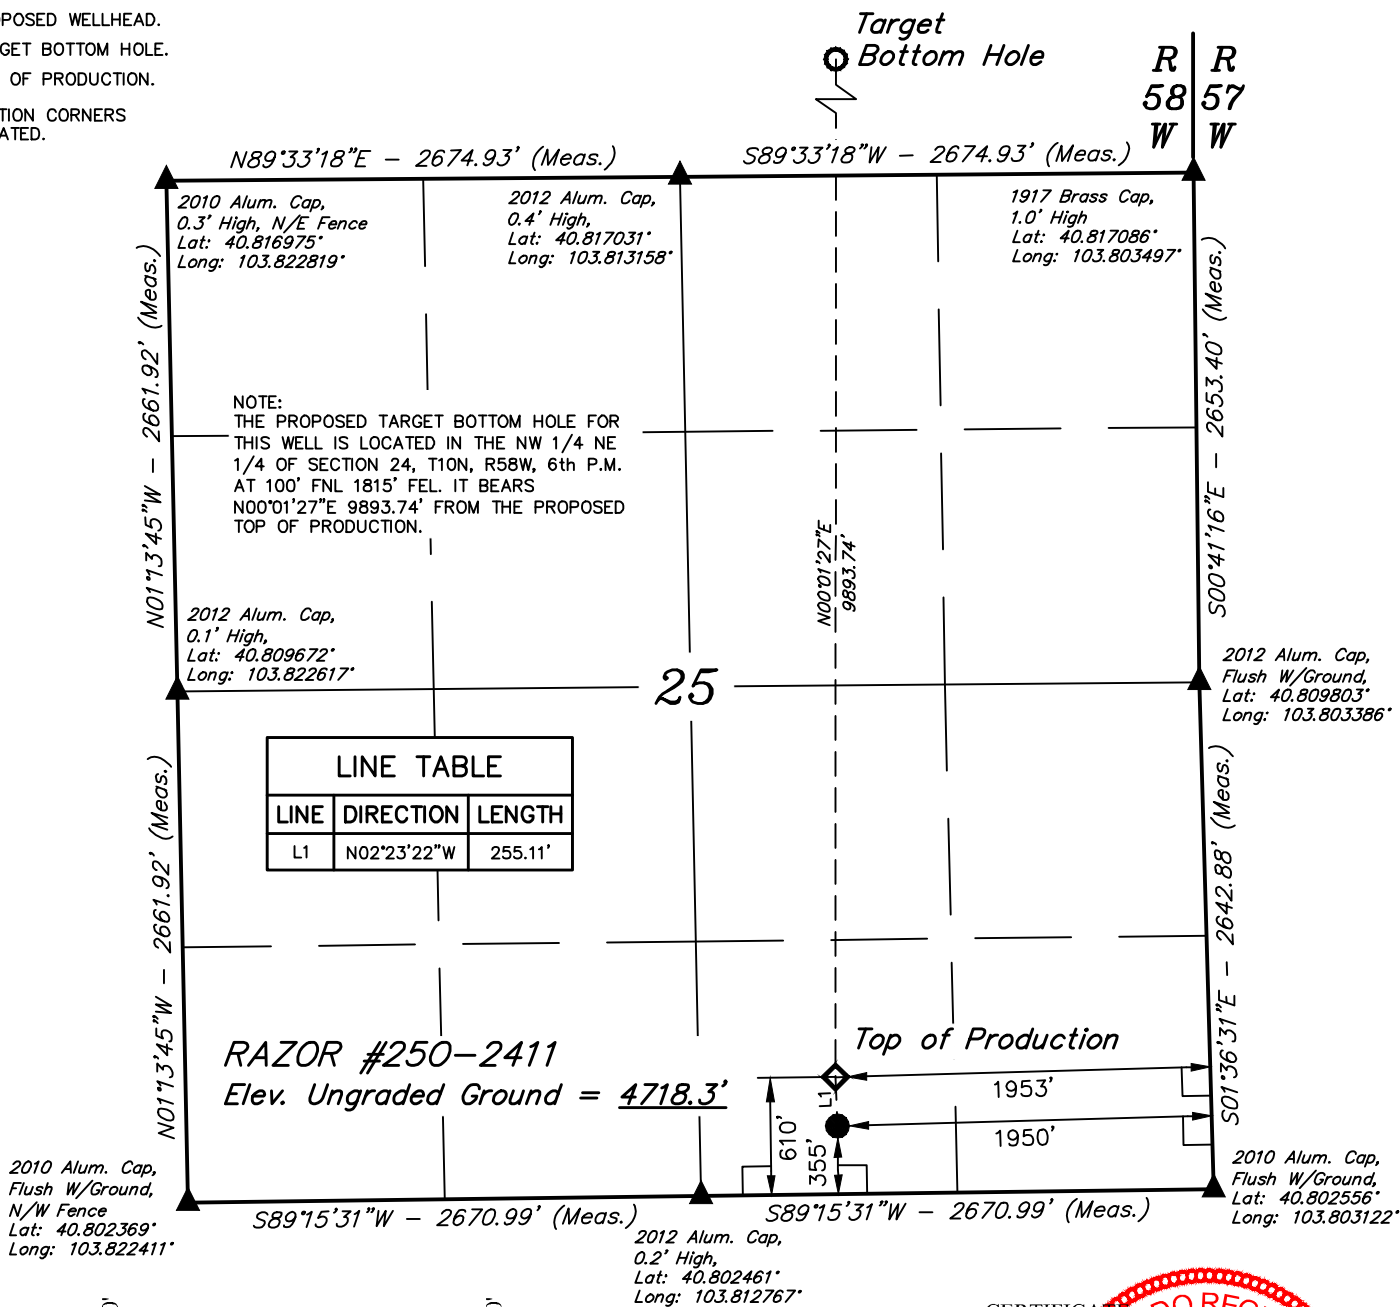 OPOSED WELLHEAD.
GET BOTTOM HOLE.
OF PRODUCTION.
TION CORNERS
ATED.
Target
Bottom Hole
R R
58 57
W W
N89°33'18"E - 2674.93' (Meas.)
S89°33'18"W - 2674.93' (Meas.)
2010 Alum. Cap,
0.3' High, N/E Fence
Lat: 40.816975°
Long: 103.822819°
2012 Alum. Cap,
0.4' High,
Lat: 40.817031°
Long: 103.813158°
1917 Brass Cap,
1.0' High
Lat: 40.817086°
Long: 103.803497°
N01°13'45"W - 2661.92' (Meas.)
S00°41'16"E - 2653.40' (Meas.)
NOTE:
THE PROPOSED TARGET BOTTOM HOLE FOR
THIS WELL IS LOCATED IN THE NW 1/4 NE
1/4 OF SECTION 24, T10N, R58W, 6th P.M.
AT 100' FNL 1815' FEL. IT BEARS
N00°01'27"E 9893.74' FROM THE PROPOSED
TOP OF PRODUCTION.
N00°01'27"E
9893.74'
2012 Alum. Cap,
0.1' High,
Lat: 40.809672°
Long: 103.822617°
25
2012 Alum. Cap,
Flush W/Ground,
Lat: 40.809803°
Long: 103.803386°
LINE TABLE
LINE DIRECTION LENGTH
L1 N02°23'22"W 255.11'
N01°13'45"W - 2661.92' (Meas.)
S01°36'31"E - 2642.88' (Meas.)
RAZOR #250-2411
Elev. Ungraded Ground = 4718.3'
Top of Production
1953'
L1
610'
355'
1950'
2010 Alum. Cap,
Flush W/Ground,
N/W Fence
Lat: 40.802369°
Long: 103.822411°
2010 Alum. Cap,
Flush W/Ground,
Lat: 40.802556°
Long: 103.803122°
S89°15'31"W - 2670.99' (Meas.)
S89°15'31"W - 2670.99' (Meas.)
2012 Alum. Cap,
0.2' High,
Lat: 40.802461°
Long: 103.812767°
CERTIFICATE
DO REG